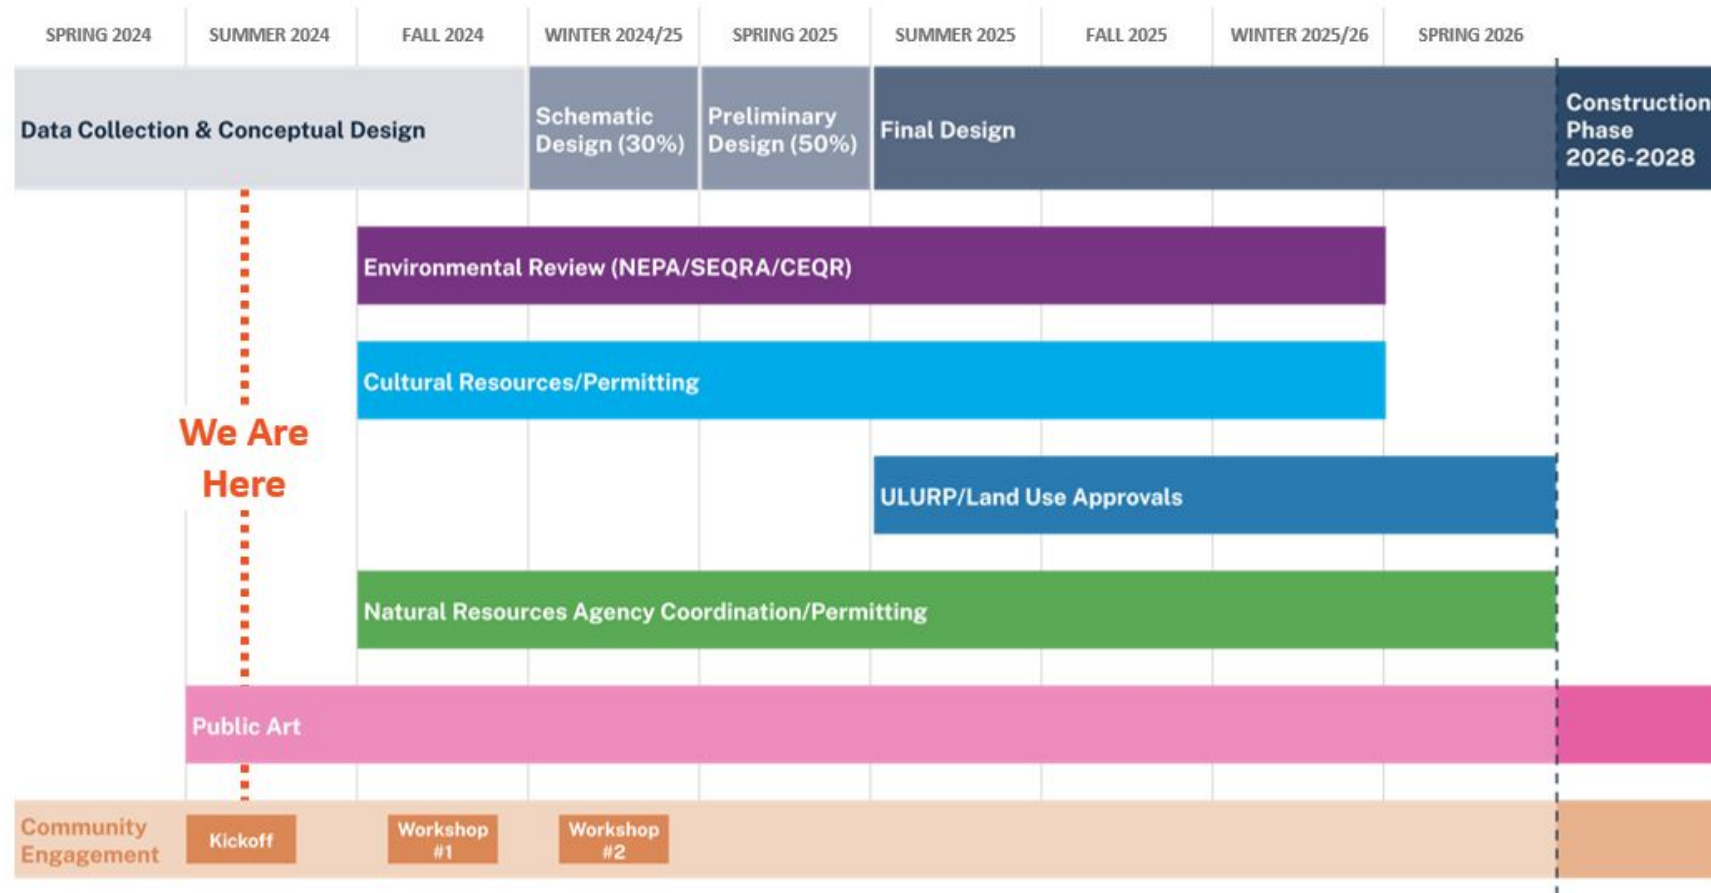 SPRING 2024
SUMMER 2024
FALL 2024
WINTER 2024/25
SPRING 2025
SUMMER 2025
FALL 2025
WINTER 2025/26
SPRING 2026
Data Collection & Conceptual Design
Schematic
Design (30%)
Preliminary
Design (50%)
Final Design
Construction
Phase
2026-2028
Environmental Review (NEPA/SEQRA/CEQR)
Cultural Resources/Permitting
We Are
Here
ULURP/Land Use Approvals
Natural Resources Agency Coordination/Permitting
Public Art
Community
Engagement
Kickoff
Workshop
#1
Workshop
#2